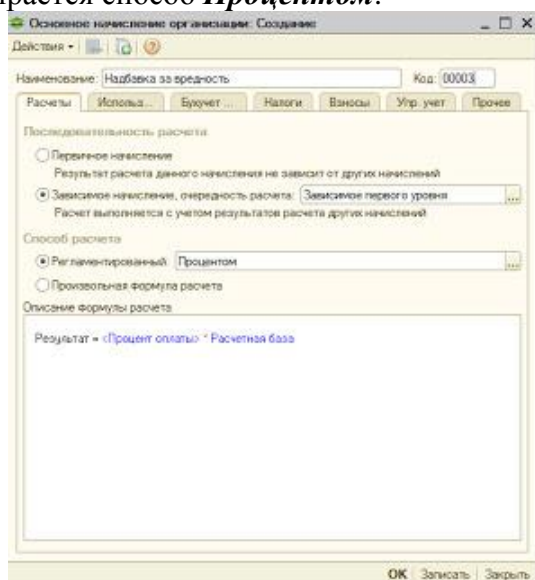 рается способ Процентом.
Основное начисление организации: Создание
Действия
Наименование: Надбавка за вредность Код: 00003
Расчеты Использ... Бухучет ... Налоги Взносы Упр. учет Прочее
Последовательность расчета
Первичное начисление
Результат расчета данного начисления не зависит от других начислений
Зависимое начисление, очередность расчета: Зависимое первого уровня ...
Расчет выполняется с учетом результатов расчета других начислений
Способ расчета
Регламентированный Процентом ...
Произвольная формула расчета
Описание формулы расчета
Результат = <Процент оплаты> * Расчетная база
OK Записать Закрыть